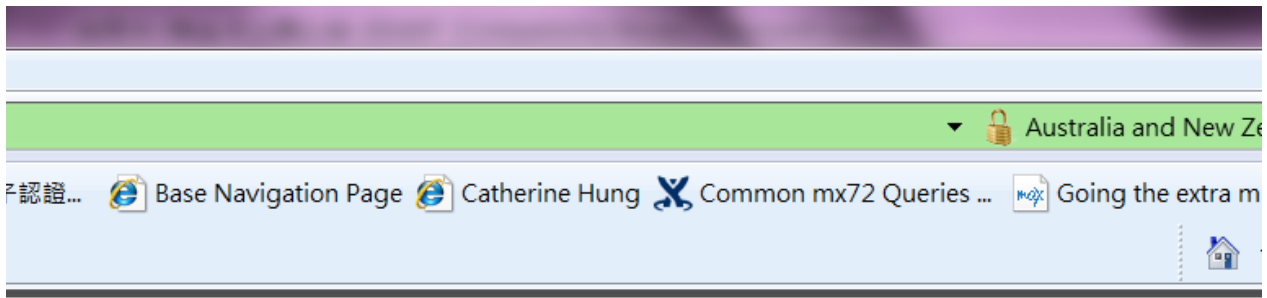 Australia and New Ze
子認證... Base Navigation Page Catherine Hung Common mx72 Queries ... Going the extra m